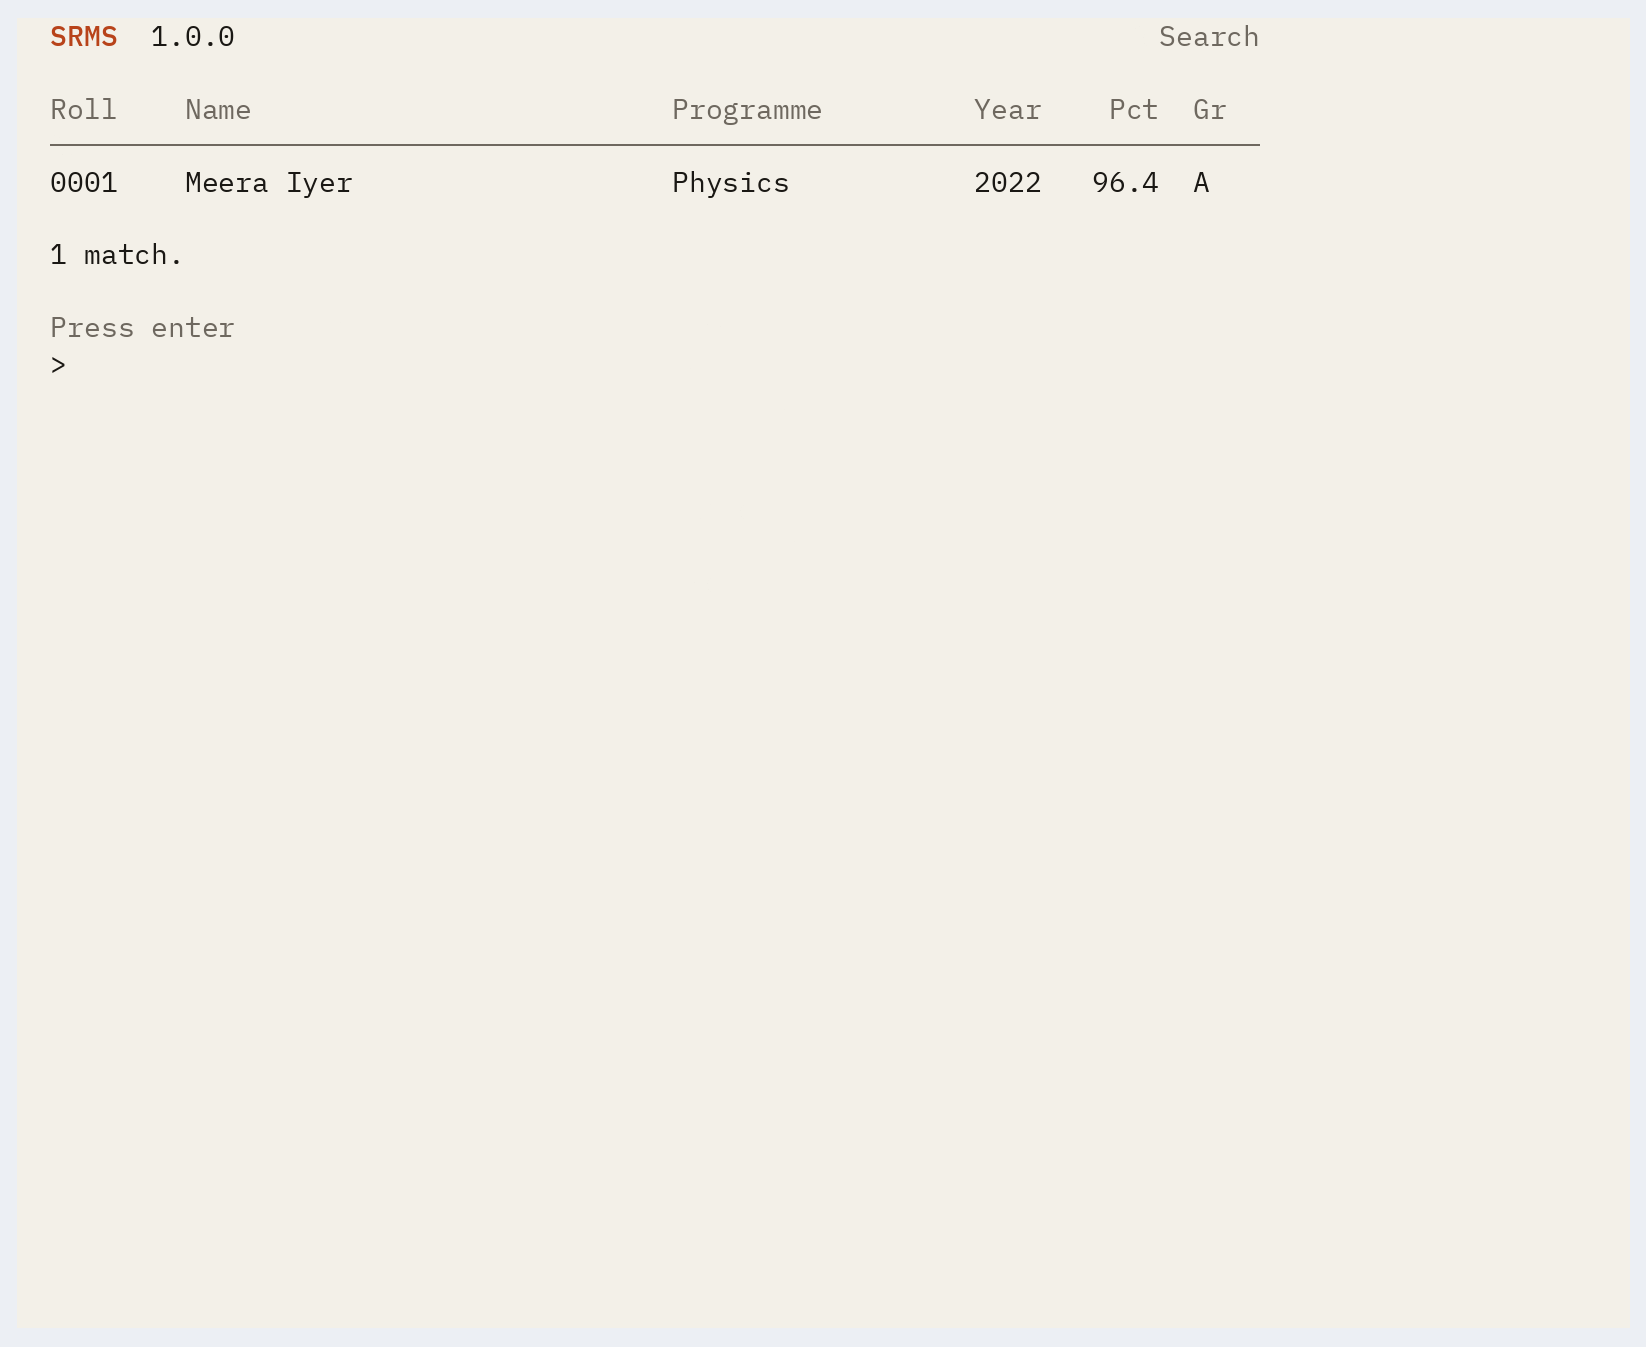 SRMS 1.0.0 Search
Roll Name Programme Year Pct Gr
0001 Meera Iyer Physics 2022 96.4 A
1 match.
Press enter
>